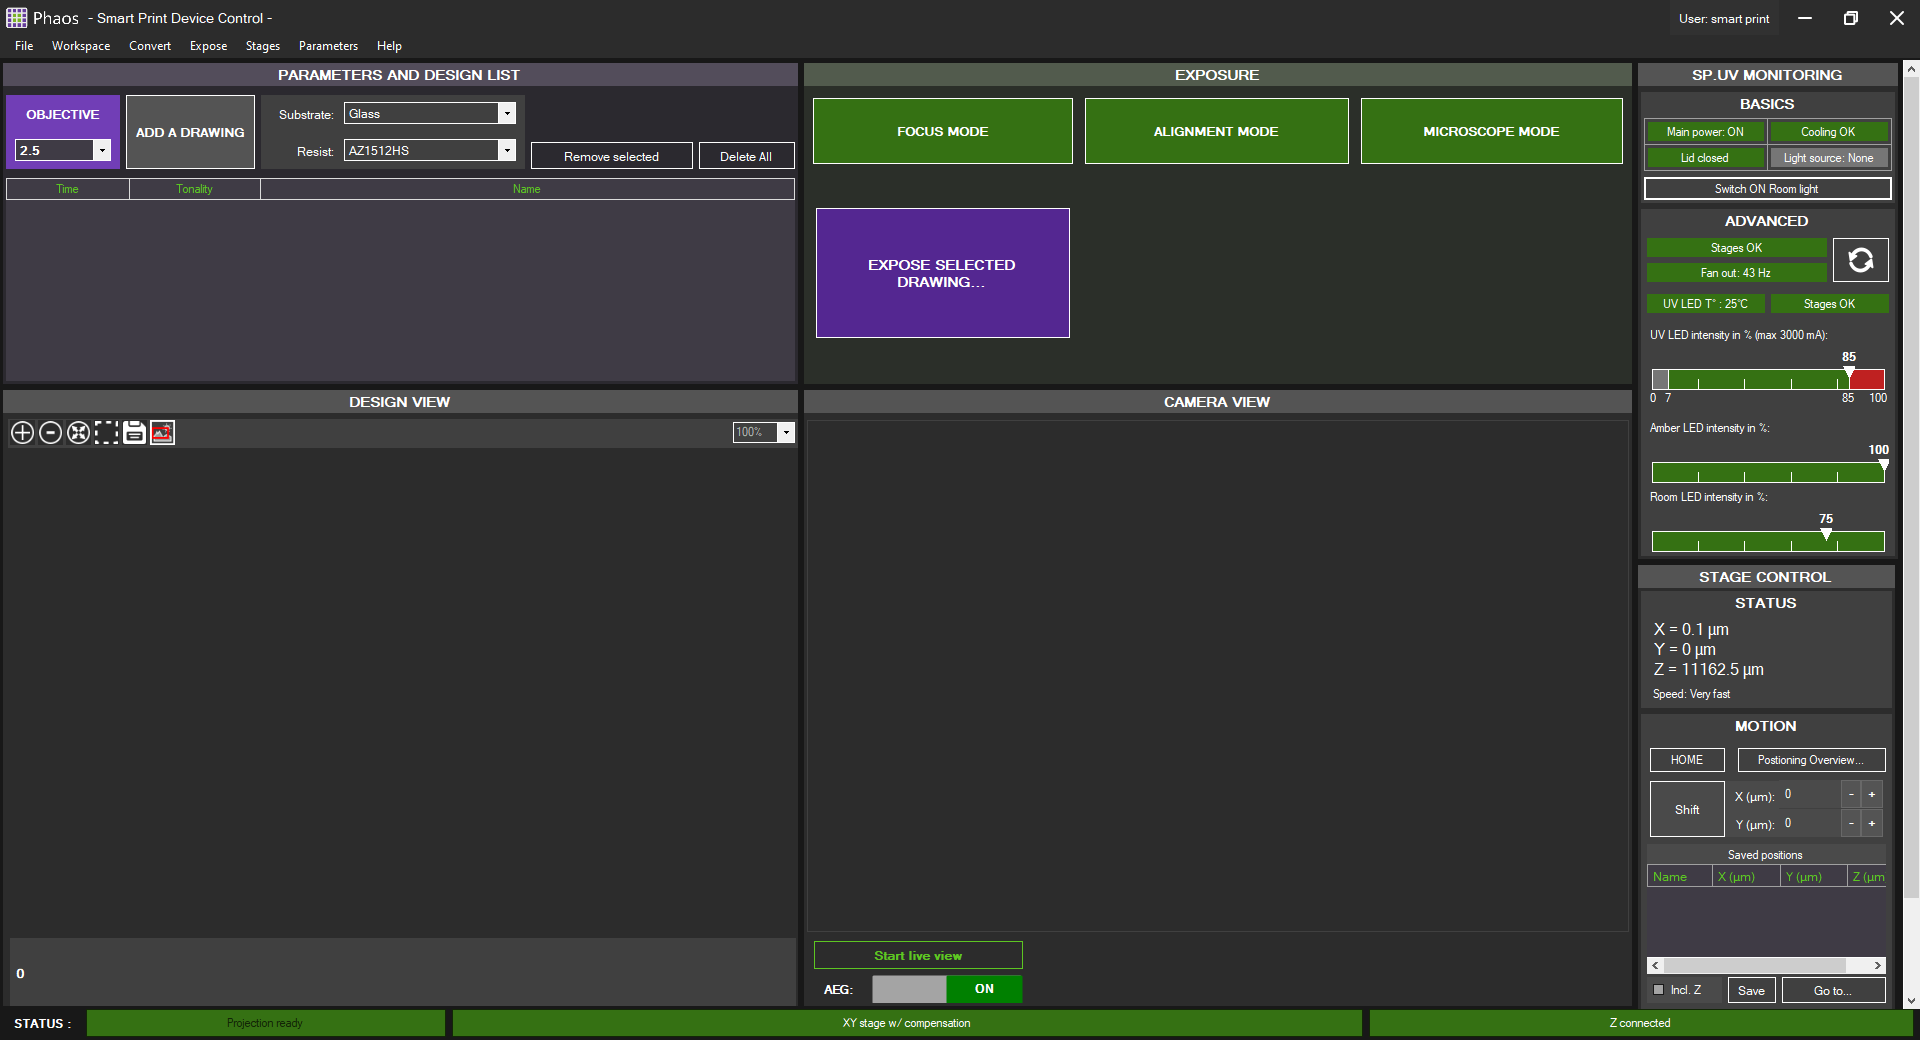 Phaos - Smart Print Device Control -
User: smart print
File Workspace Convert Expose Stages Parameters Help
PARAMETERS AND DESIGN LIST
OBJECTIVE
2.5
ADD A DRAWING
Substrate: Glass
Resist: AZ1512HS
Remove selected
Delete All
Time Tonality Name
EXPOSURE
FOCUS MODE
ALIGNMENT MODE
MICROSCOPE MODE
EXPOSE SELECTED
DRAWING...
DESIGN VIEW
100%
0
CAMERA VIEW
Start live view
AEG: ON
SP.UV MONITORING
BASICS
Main power: ON Cooling OK
Lid closed Light source: None
Switch ON Room light
ADVANCED
Stages OK
Fan out: 43 Hz
UV LED T° : 25°C Stages OK
UV LED intensity in % (max 3000 mA):
85
0 7 85 100
Amber LED intensity in %:
100
Room LED intensity in %:
75
STAGE CONTROL
STATUS
X = 0.1 µm
Y = 0 µm
Z = 11162.5 µm
Speed: Very fast
MOTION
HOME Postioning Overview...
Shift
X (µm): 0 - +
Y (µm): 0 - +
Saved positions
Name X (µm) Y (µm) Z (µm
Incl. Z Save Go to...
STATUS : Projection ready XY stage w/ compensation Z connected